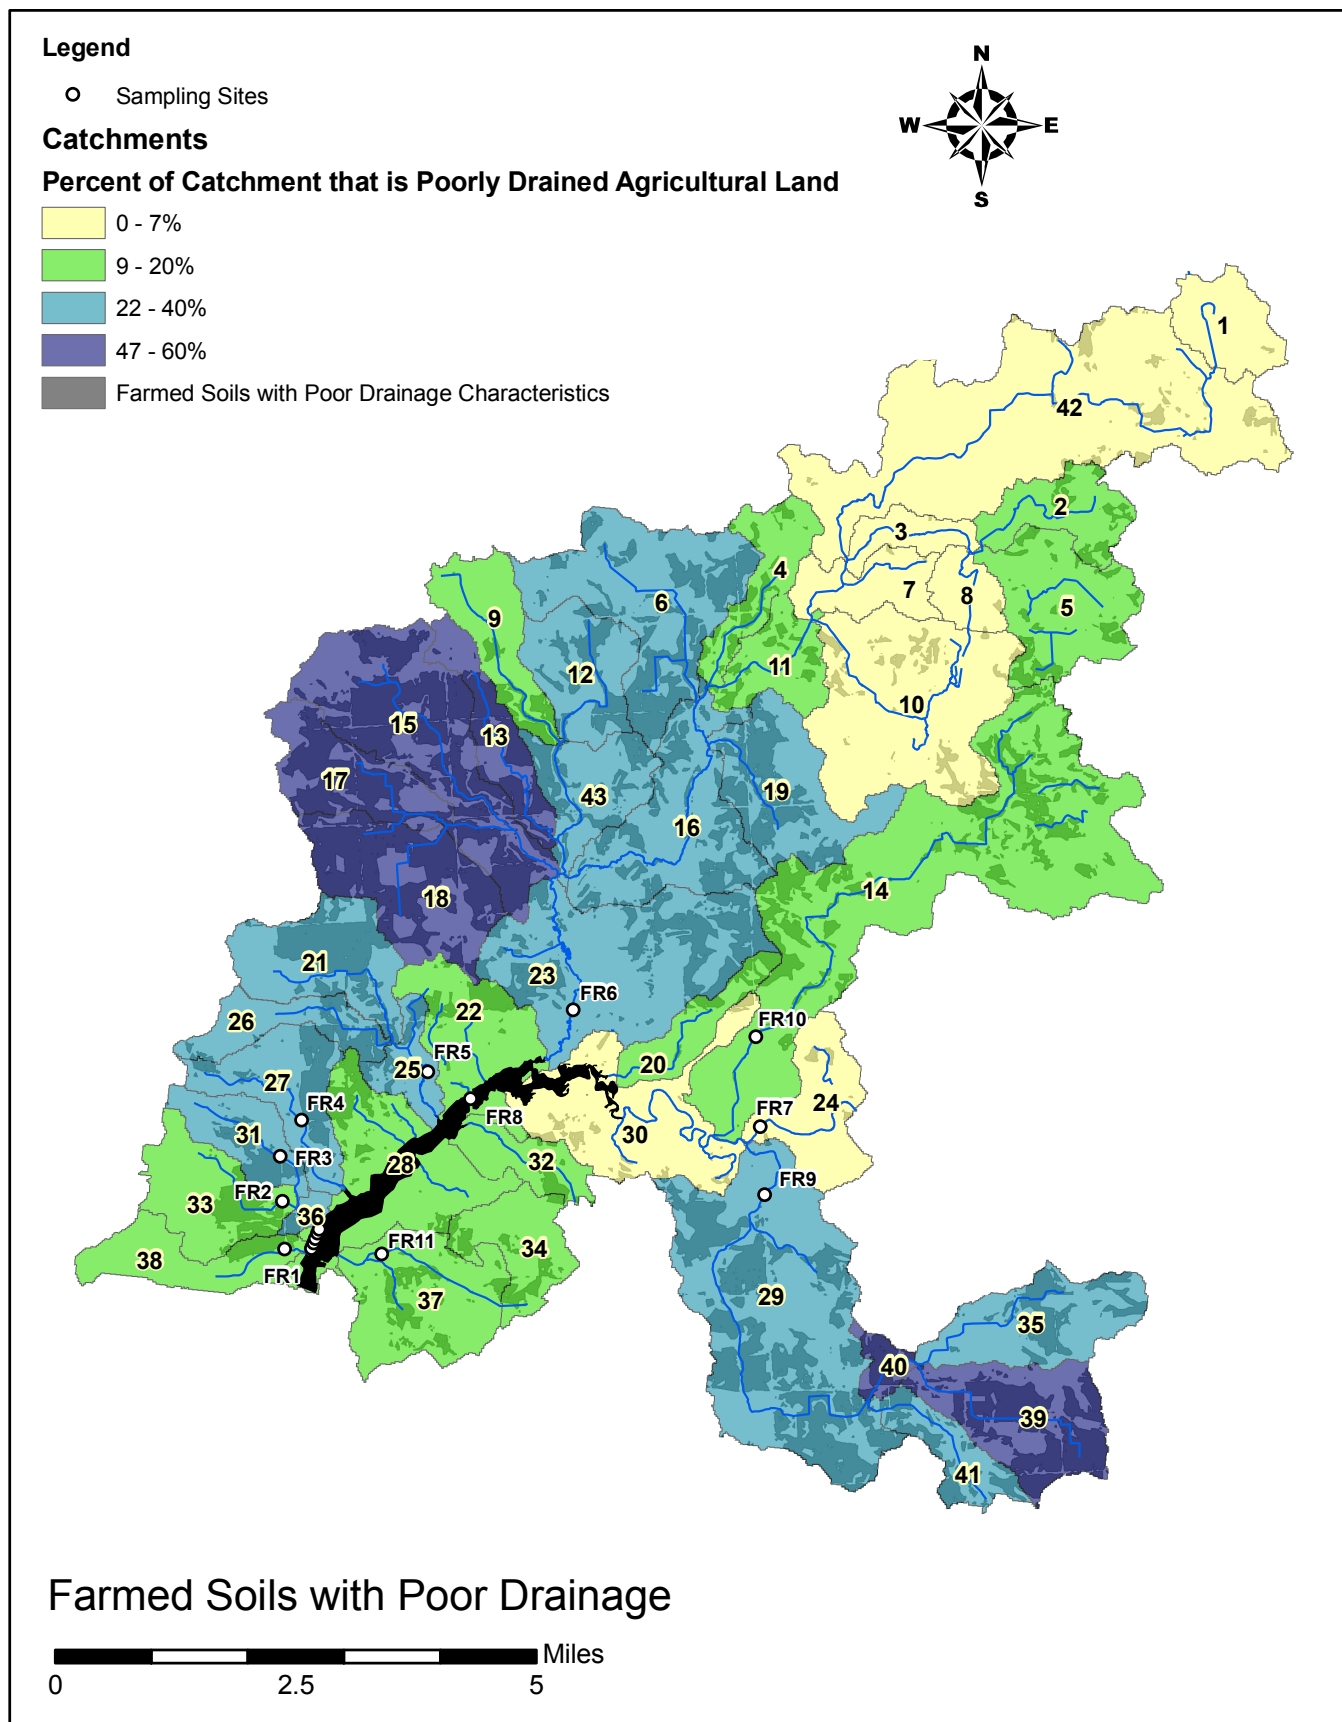 Legend
Sampling Sites
Catchments
Percent of Catchment that is Poorly Drained Agricultural Land
0 - 7%
9 - 20%
22 - 40%
47 - 60%
Farmed Soils with Poor Drainage Characteristics
N
W E
S
1
42
2
3
4
7
8
5
6
9
11
12
10
15
13
17
19
43
16
14
18
21
23
FR6
22
26
FR10
20
25
FR5
27
FR8
24
FR4
FR7
30
31
FR3
32
28
FR2
FR9
33
36
34
FR11
38
FR1
29
37
35
40
39
41
Farmed Soils with Poor Drainage
Miles
0 2.5 5